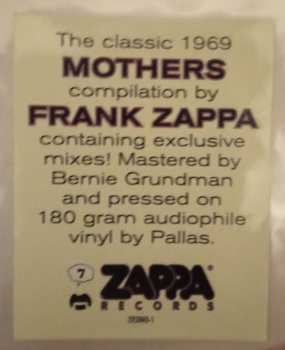 The classic 1969
MOTHERS
compilation by
FRANK ZAPPA
containing exclusive
mixes! Mastered by
Bernie Grundman
and pressed on
180 gram audiophile
vinyl by Pallas.
7
ZAPPA®
RECORDS